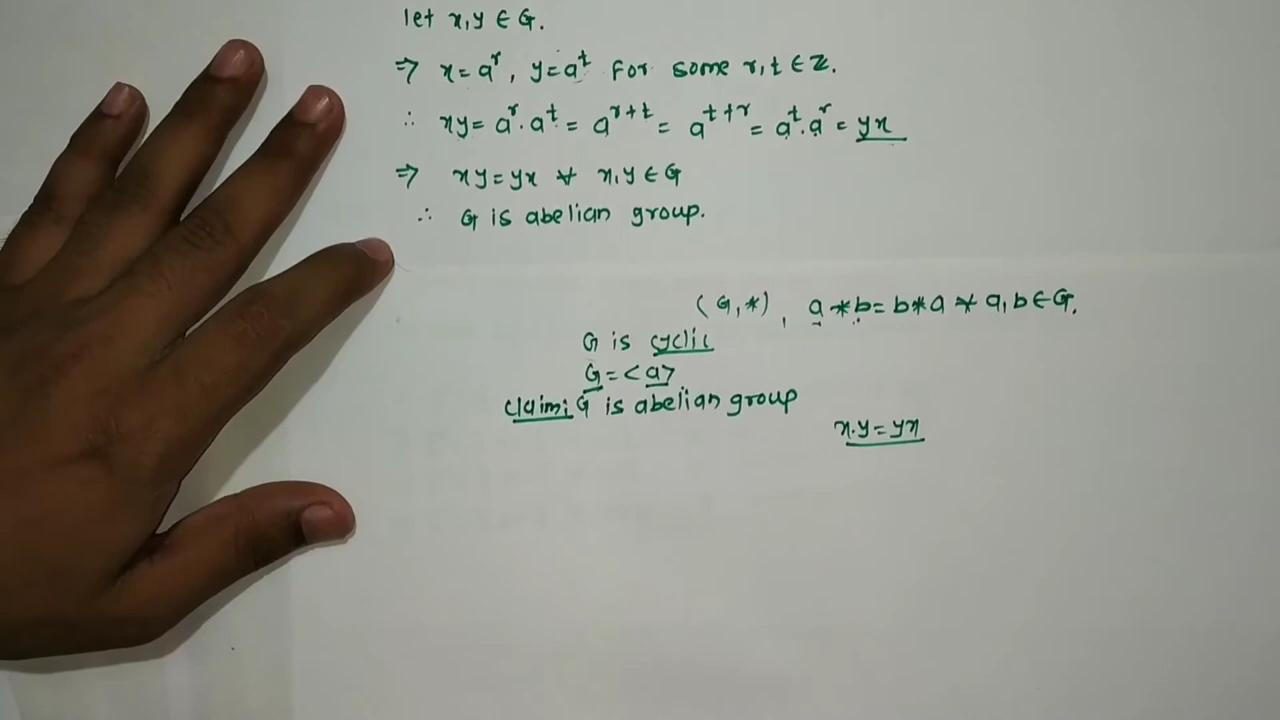 let x,y ∈ G.
⇒ x = a^r, y = a^t for some r,t ∈ Z.
∴ xy = a^r . a^t = a^{r+t} = a^{t+r} = a^t . a^r = yx
⇒ xy = yx ∀ x,y ∈ G
∴ G is abelian group.
(G,*), a*b = b*a ∀ a,b ∈ G.
G is cyclic
G = <a>
claim: G is abelian group
x.y = yx